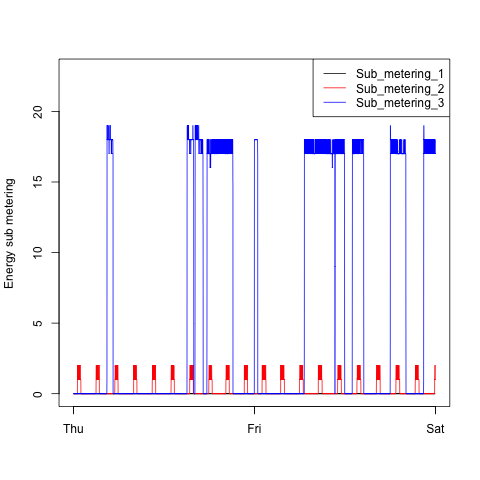 Sub_metering_1
Sub_metering_2
Sub_metering_3
Energy sub metering
20
15
10
5
0
Thu Fri Sat